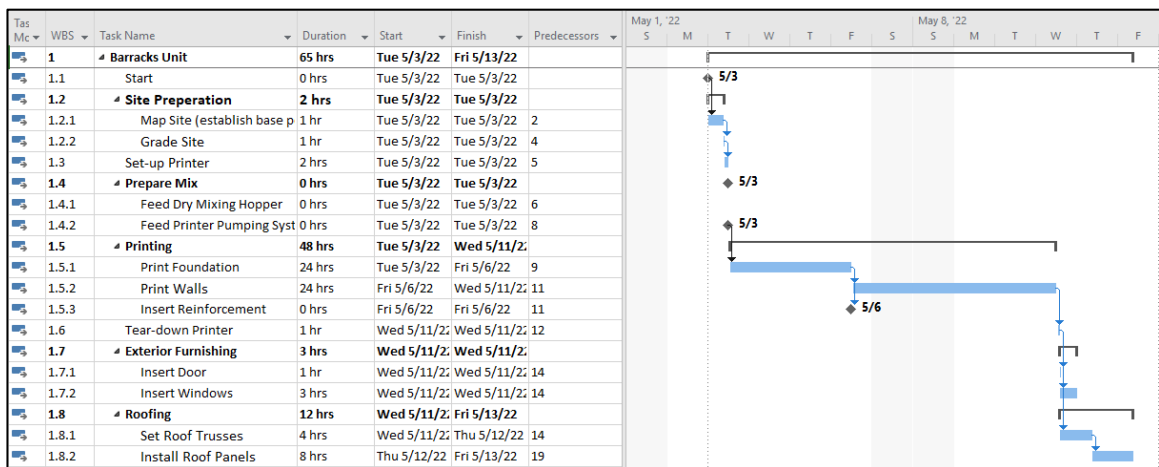 Tas
Mc WBS Task Name Duration Start Finish Predecessors
May 1, '22 May 8, '22
S M T W T F S S M T W T F
1 Barracks Unit 65 hrs Tue 5/3/22 Fri 5/13/22
1.1 Start 0 hrs Tue 5/3/22 Tue 5/3/22 5/3
1.2 Site Preperation 2 hrs Tue 5/3/22 Tue 5/3/22
1.2.1 Map Site (establish base p 1 hr Tue 5/3/22 Tue 5/3/22 2
1.2.2 Grade Site 1 hr Tue 5/3/22 Tue 5/3/22 4
1.3 Set-up Printer 2 hrs Tue 5/3/22 Tue 5/3/22 5
1.4 Prepare Mix 0 hrs Tue 5/3/22 Tue 5/3/22 5/3
1.4.1 Feed Dry Mixing Hopper 0 hrs Tue 5/3/22 Tue 5/3/22 6
1.4.2 Feed Printer Pumping Syst 0 hrs Tue 5/3/22 Tue 5/3/22 8 5/3
1.5 Printing 48 hrs Tue 5/3/22 Wed 5/11/22
1.5.1 Print Foundation 24 hrs Tue 5/3/22 Fri 5/6/22 9
1.5.2 Print Walls 24 hrs Fri 5/6/22 Wed 5/11/22 11
1.5.3 Insert Reinforcement 0 hrs Fri 5/6/22 Fri 5/6/22 11 5/6
1.6 Tear-down Printer 1 hr Wed 5/11/22 Wed 5/11/22 12
1.7 Exterior Furnishing 3 hrs Wed 5/11/22 Wed 5/11/22
1.7.1 Insert Door 1 hr Wed 5/11/22 Wed 5/11/22 14
1.7.2 Insert Windows 3 hrs Wed 5/11/22 Wed 5/11/22 14
1.8 Roofing 12 hrs Wed 5/11/22 Fri 5/13/22
1.8.1 Set Roof Trusses 4 hrs Wed 5/11/22 Thu 5/12/22 14
1.8.2 Install Roof Panels 8 hrs Thu 5/12/22 Fri 5/13/22 19